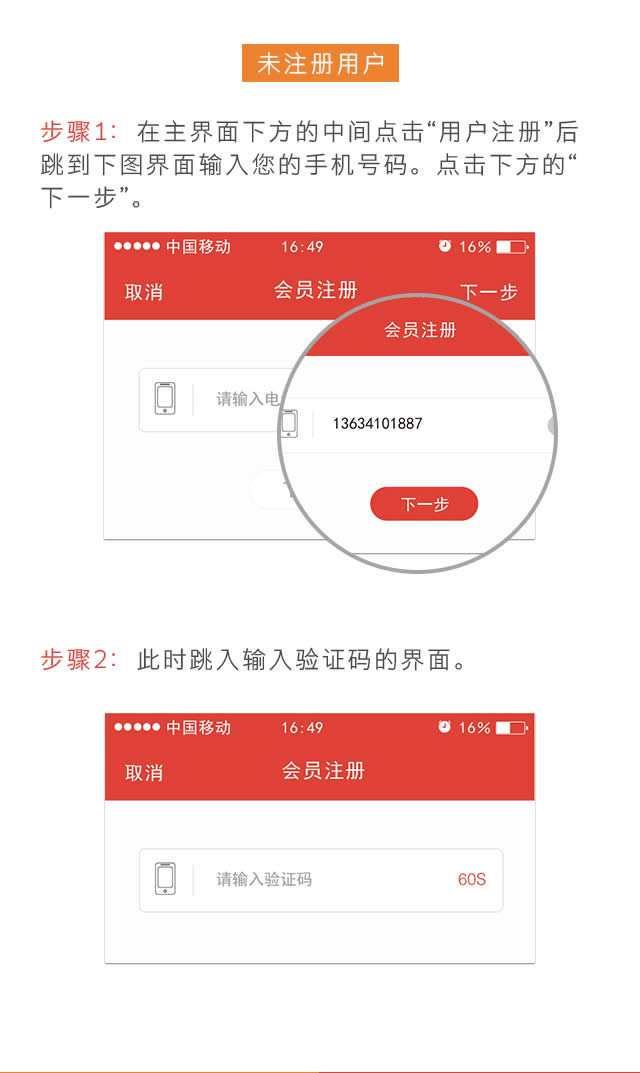 未注册用户
步骤1：在主界面下方的中间点击“用户注册”后
跳到下图界面输入您的手机号码。点击下方的“
下一步”。
中国移动 16:49 16%
取消 会员注册 下一步
会员注册
请输入电
13634101887
下一步
步骤2：此时跳入输入验证码的界面。
中国移动 16:49 16%
取消 会员注册
请输入验证码 60S